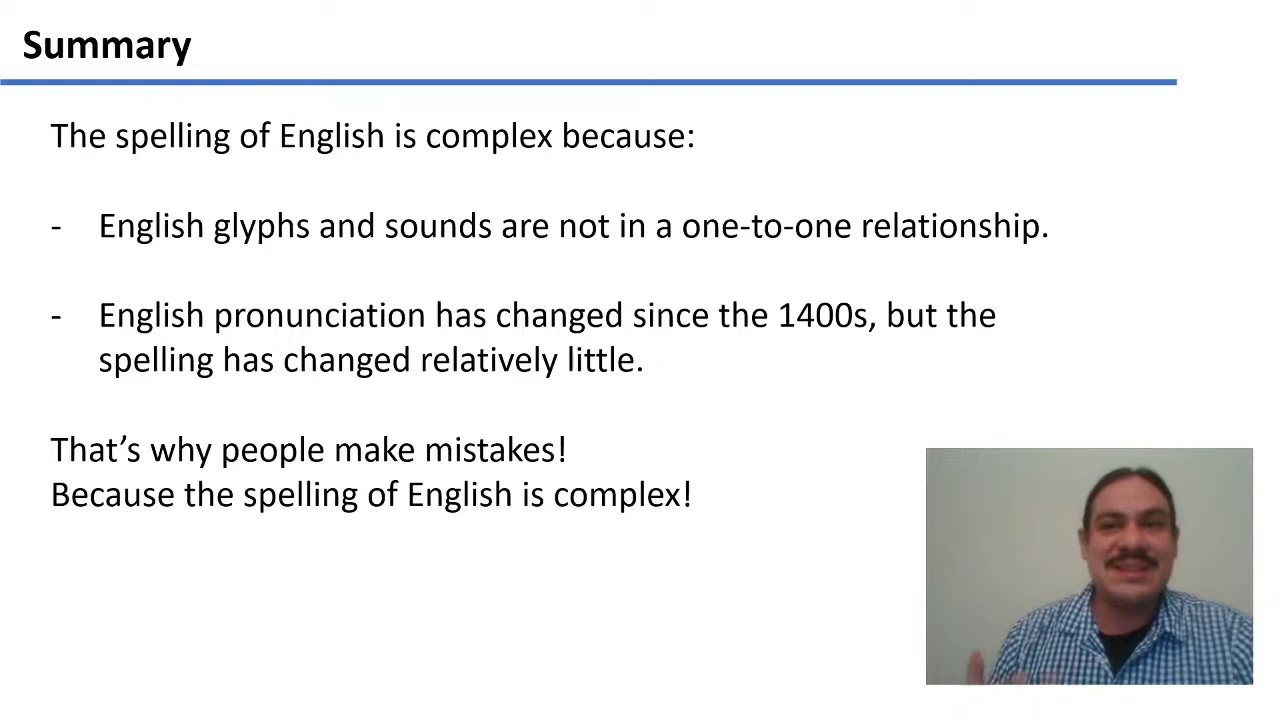 Summary
The spelling of English is complex because:
- English glyphs and sounds are not in a one-to-one relationship.
- English pronunciation has changed since the 1400s, but the
spelling has changed relatively little.
That’s why people make mistakes!
Because the spelling of English is complex!